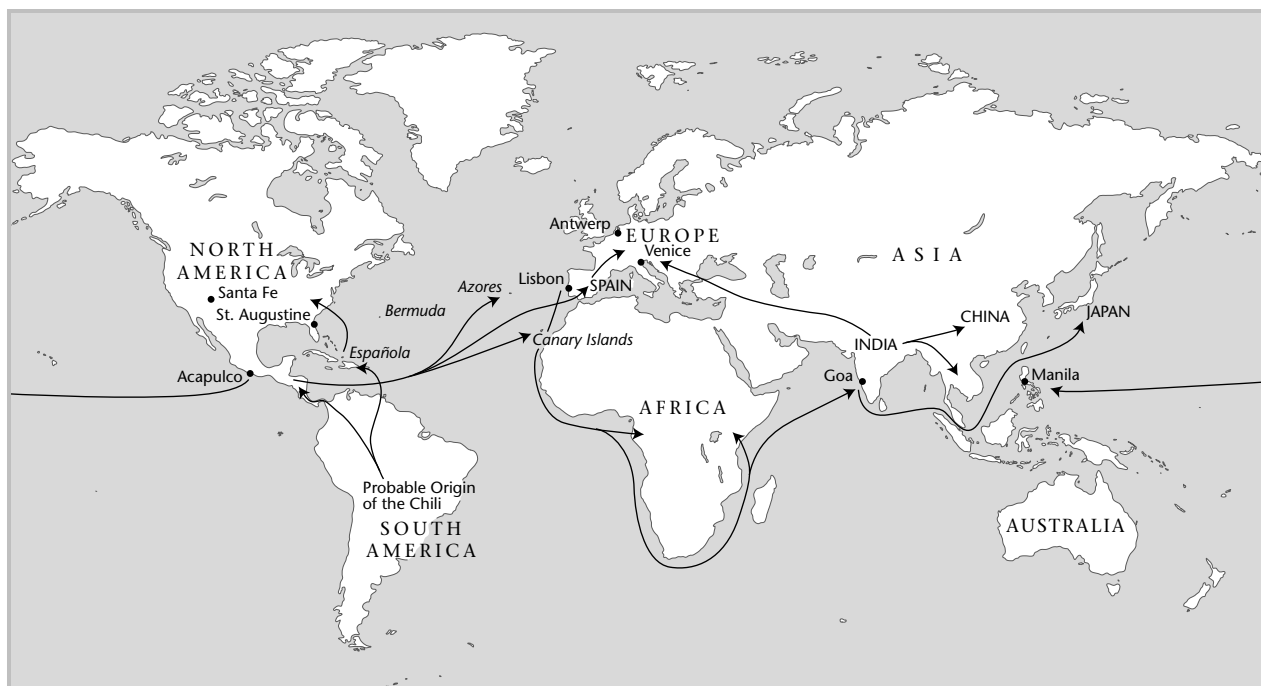 Antwerp
EUROPE
Venice
NORTH
AMERICA
ASIA
Santa Fe
St. Augustine
Azores
Bermuda
Lisbon
SPAIN
CHINA
JAPAN
Española
Canary Islands
INDIA
Acapulco
Goa
Manila
AFRICA
Probable Origin
of the Chili
SOUTH
AMERICA
AUSTRALIA